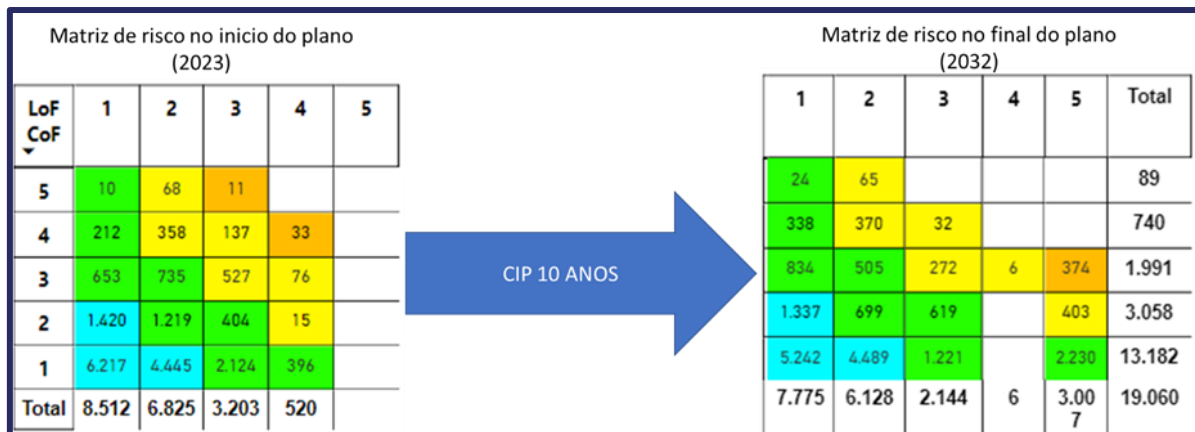 Matriz de risco no inicio do plano
(2023)
LoF 1 2 3 4 5
CoF
5 10 68 11
4 212 358 137 33
3 653 735 527 76
2 1.420 1.219 404 15
1 6.217 4.445 2.124 396
Total 8.512 6.825 3.203 520
CIP 10 ANOS
Matriz de risco no final do plano
(2032)
1 2 3 4 5 Total
24 65 89
338 370 32 740
834 505 272 6 374 1.991
1.337 699 619 403 3.058
5.242 4.489 1.221 2.230 13.182
7.775 6.128 2.144 6 3.00 19.060
7